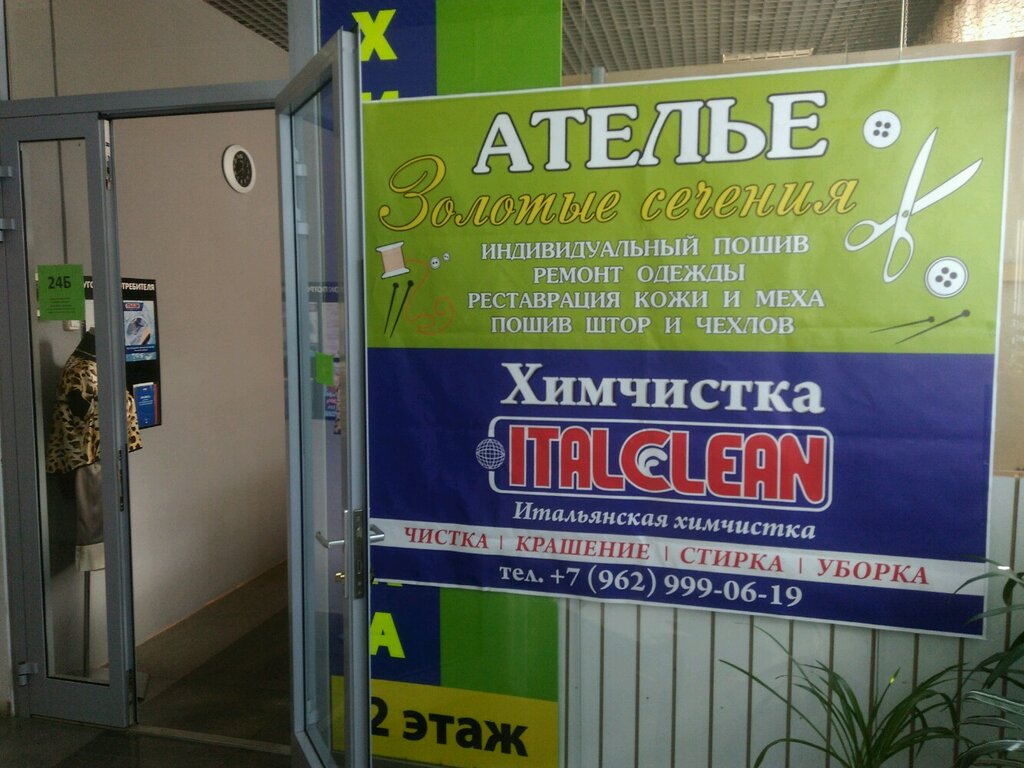 Х
И
АТЕЛЬЕ
Золотые сечения
ИНДИВИДУАЛЬНЫЙ ПОШИВ
РЕМОНТ ОДЕЖДЫ
РЕСТАВРАЦИЯ КОЖИ И МЕХА
ПОШИВ ШТОР И ЧЕХЛОВ
Химчистка
ITALCLEAN
Итальянская химчистка
ЧИСТКА | КРАШЕНИЕ | СТИРКА | УБОРКА
тел. +7 (962) 999-06-19
А
2 этаж
24Б